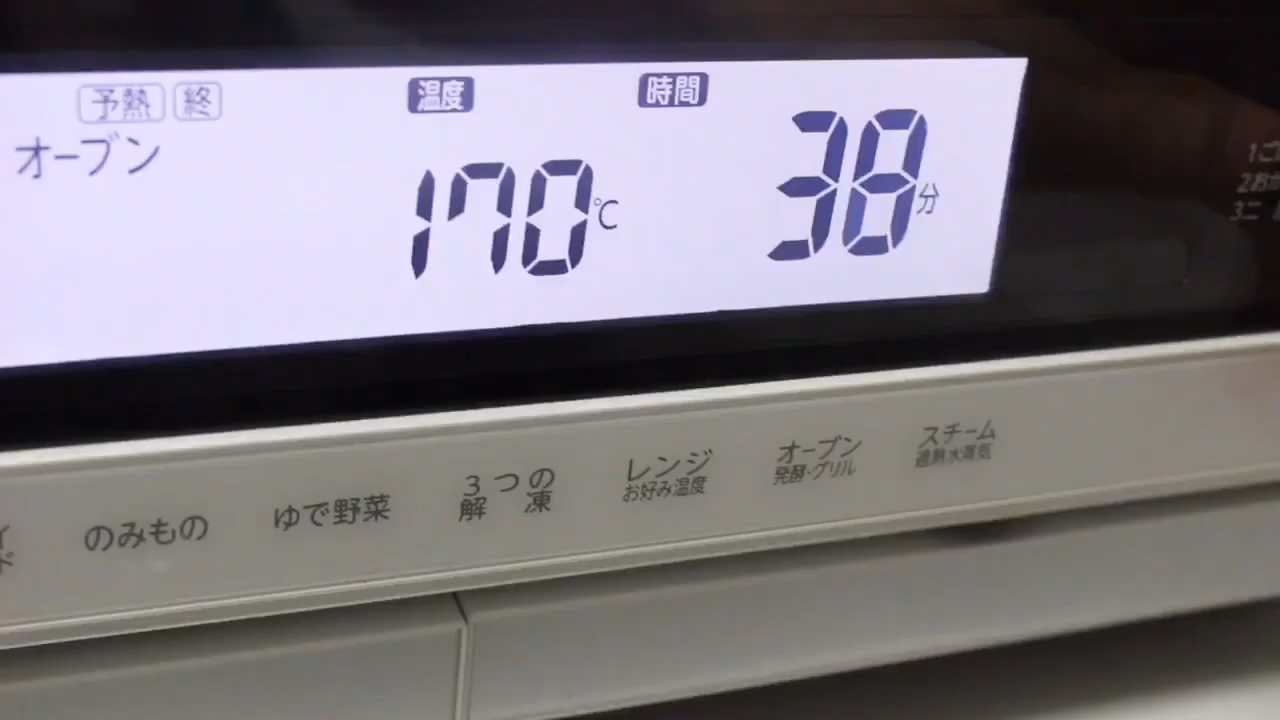 予熱 終 温度 時間
オーブン
170℃ 38分
のみもの
ゆで野菜
3つの
解凍
レンジ
お好み温度
オーブン
発酵・グリル
スチーム
過熱水蒸気